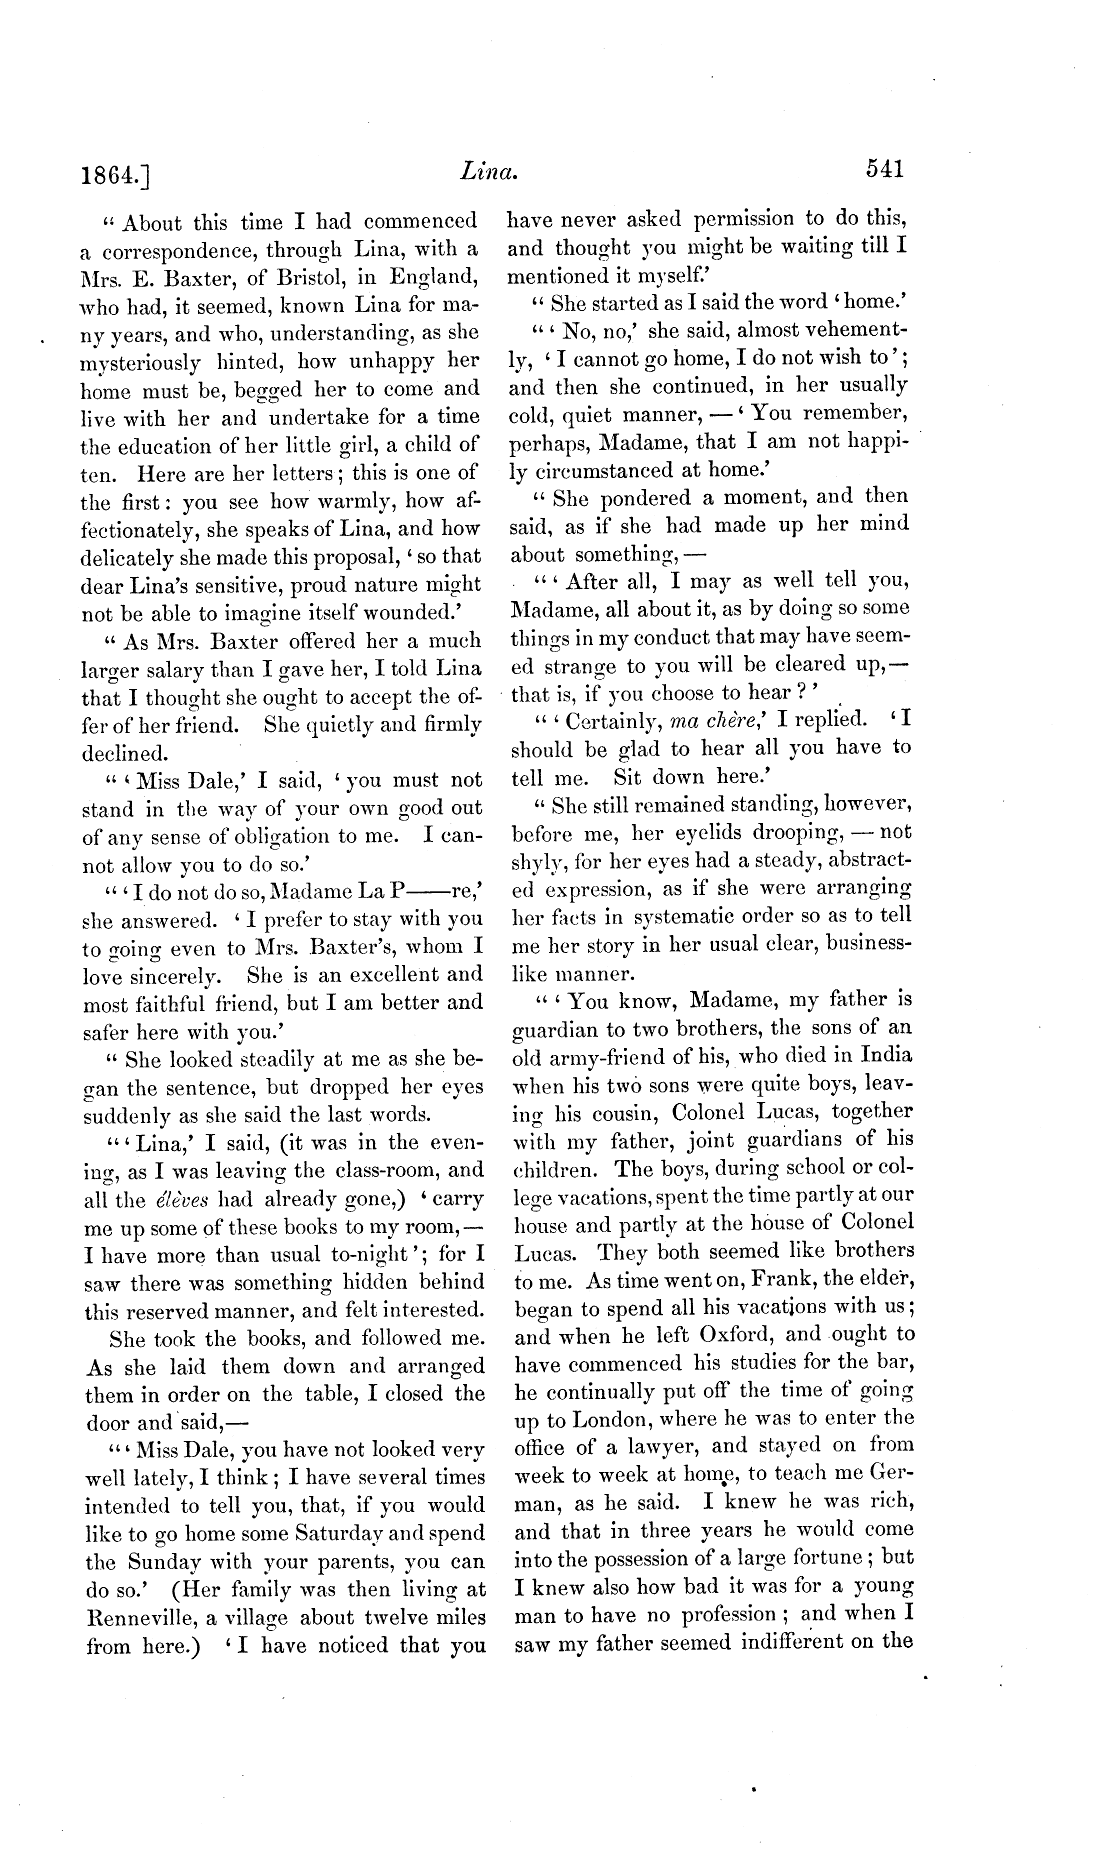 1864.] Lina. 541
“ About this time I had commenced
a correspondence, through Lina, with a
Mrs. E. Baxter, of Bristol, in England,
who had, it seemed, known Lina for ma-
ny years, and who, understanding, as she
mysteriously hinted, how unhappy her
home must be, begged her to come and
live with her and undertake for a time
the education of her little girl, a child of
ten. Here are her letters ; this is one of
the first : you see how warmly, how af-
fectionately, she speaks of Lina, and how
delicately she made this proposal, ‘ so that
dear Lina’s sensitive, proud nature might
not be able to imagine itself wounded.’
“ As Mrs. Baxter offered her a much
larger salary than I gave her, I told Lina
that I thought she ought to accept the of-
fer of her friend. She quietly and firmly
declined.
“ ‘ Miss Dale,’ I said, ‘ you must not
stand in the way of your own good out
of any sense of obligation to me. I can-
not allow you to do so.’
“ ‘ I do not do so, Madame La P——re,’
she answered. ‘ I prefer to stay with you
to going even to Mrs. Baxter’s, whom I
love sincerely. She is an excellent and
most faithful friend, but I am better and
safer here with you.’
“ She looked steadily at me as she be-
gan the sentence, but dropped her eyes
suddenly as she said the last words.
“ ‘ Lina,’ I said, (it was in the even-
ing, as I was leaving the class-room, and
all the élèves had already gone,) ‘ carry
me up some of these books to my room,—
I have more than usual to-night ’ ; for I
saw there was something hidden behind
this reserved manner, and felt interested.
She took the books, and followed me.
As she laid them down and arranged
them in order on the table, I closed the
door and said,—
“ ‘ Miss Dale, you have not looked very
well lately, I think ; I have several times
intended to tell you, that, if you would
like to go home some Saturday and spend
the Sunday with your parents, you can
do so.’ (Her family was then living at
Renneville, a village about twelve miles
from here.) ‘ I have noticed that you
have never asked permission to do this,
and thought you might be waiting till I
mentioned it myself.’
“ She started as I said the word ‘ home.’
“ ‘ No, no,’ she said, almost vehement-
ly, ‘ I cannot go home, I do not wish to ’ ;
and then she continued, in her usually
cold, quiet manner, — ‘ You remember,
perhaps, Madame, that I am not happi-
ly circumstanced at home.’
“ She pondered a moment, and then
said, as if she had made up her mind
about something, —
“ ‘ After all, I may as well tell you,
Madame, all about it, as by doing so some
things in my conduct that may have seem-
ed strange to you will be cleared up,—
that is, if you choose to hear ? ’
“ ‘ Certainly, ma chère,’ I replied. ‘ I
should be glad to hear all you have to
tell me. Sit down here.’
“ She still remained standing, however,
before me, her eyelids drooping, — not
shyly, for her eyes had a steady, abstract-
ed expression, as if she were arranging
her facts in systematic order so as to tell
me her story in her usual clear, business-
like manner.
“ ‘ You know, Madame, my father is
guardian to two brothers, the sons of an
old army-friend of his, who died in India
when his two sons were quite boys, leav-
ing his cousin, Colonel Lucas, together
with my father, joint guardians of his
children. The boys, during school or col-
lege vacations, spent the time partly at our
house and partly at the house of Colonel
Lucas. They both seemed like brothers
to me. As time went on, Frank, the elder,
began to spend all his vacations with us ;
and when he left Oxford, and ought to
have commenced his studies for the bar,
he continually put off the time of going
up to London, where he was to enter the
office of a lawyer, and stayed on from
week to week at home, to teach me Ger-
man, as he said. I knew he was rich,
and that in three years he would come
into the possession of a large fortune ; but
I knew also how bad it was for a young
man to have no profession ; and when I
saw my father seemed indifferent on the